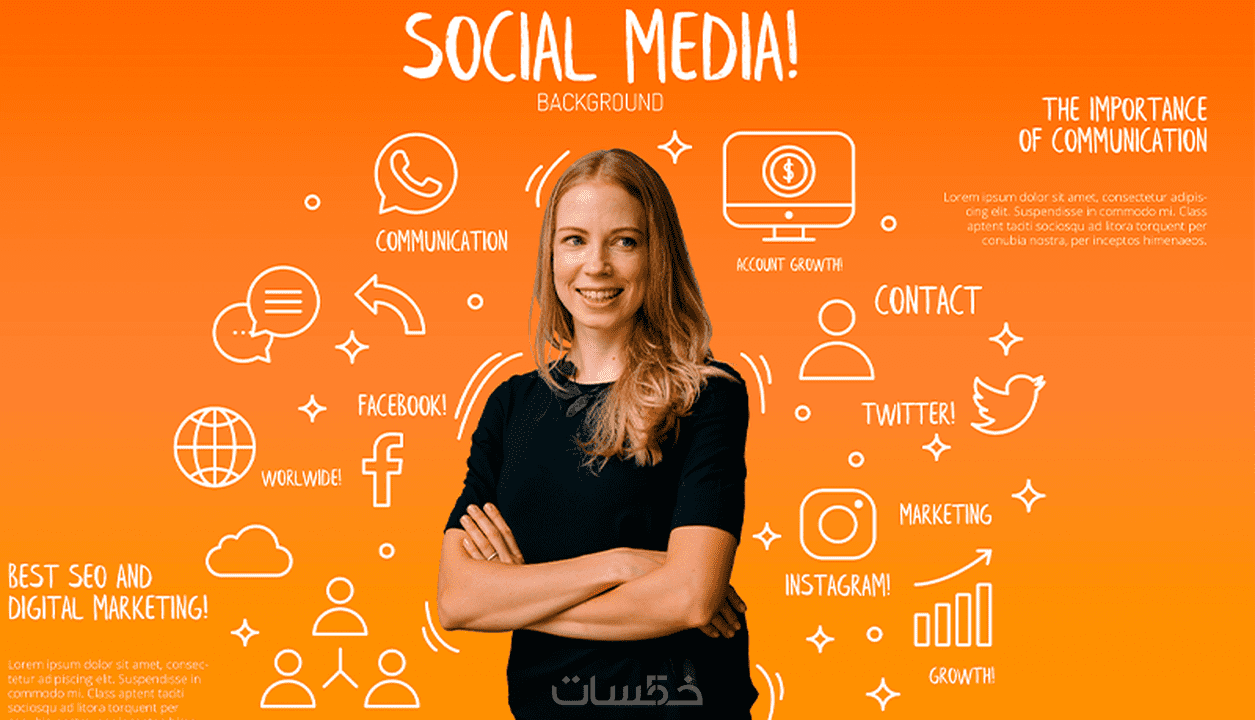 SOCIAL MEDIA!
BACKGROUND
THE IMPORTANCE
OF COMMUNICATION
Lorem ipsum dolor sit amet, consectetur adipis-
cing elit. Suspendisse in commodo mi. Class
aptent taciti sociosqu ad litora torquent per
conubia nostra, per inceptos himenaeos.
COMMUNICATION
$
ACCOUNT GROWTH!
CONTACT
FACEBOOK!
TWITTER!
WORLWIDE!
MARKETING
INSTAGRAM!
GROWTH!
BEST SEO AND
DIGITAL MARKETING!
Lorem ipsum dolor sit amet, consec-
tetur adipiscing elit. Suspendisse in
commodo mi. Class aptent taciti
sociosqu ad litora torquent per
خمسات